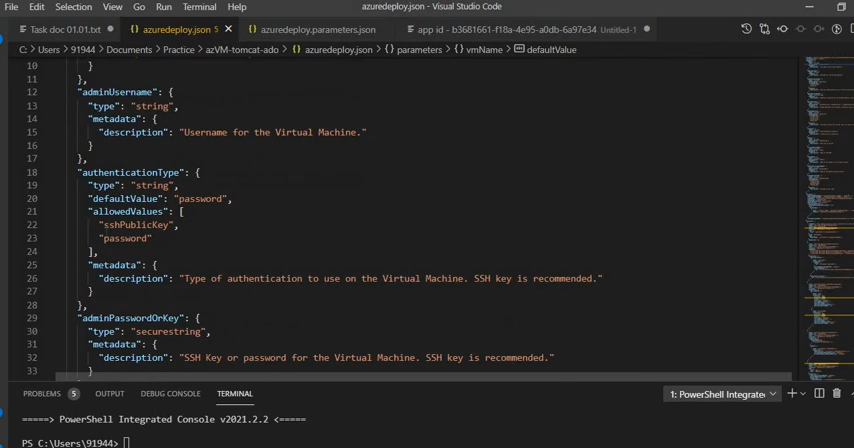 File Edit Selection View Go Run Terminal Help azuredeploy.json - Visual Studio Code
Task doc 01.01.txt azuredeploy.json 5 azuredeploy.parameters.json app id - b3681661-f18a-4e95-a0db-6a97e34 Untitled-1
C: > Users > 91944 > Documents > Practice > azVM-tomcat-ado > {} azuredeploy.json > {} parameters > {} vmName > defaultValue
10 }
11 },
12 "adminUsername": {
13 "type": "string",
14 "metadata": {
15 "description": "Username for the Virtual Machine."
16 }
17 },
18 "authenticationType": {
19 "type": "string",
20 "defaultValue": "password",
21 "allowedValues": [
22 "sshPublicKey",
23 "password"
24 ],
25 "metadata": {
26 "description": "Type of authentication to use on the Virtual Machine. SSH key is recommended."
27 }
28 },
29 "adminPasswordOrKey": {
30 "type": "securestring",
31 "metadata": {
32 "description": "SSH Key or password for the Virtual Machine. SSH key is recommended."
33 }
PROBLEMS 5 OUTPUT DEBUG CONSOLE TERMINAL 1: PowerShell Integrated
=====> PowerShell Integrated Console v2021.2.2 <=====
PS C:\Users\91944>